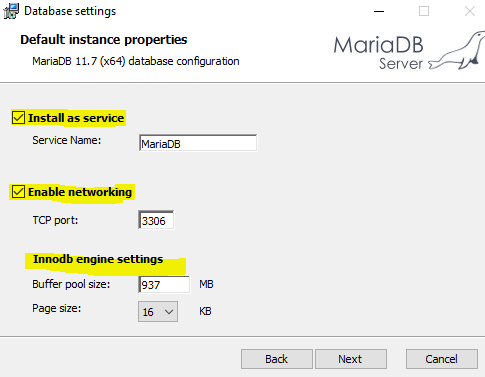 Database settings
Default instance properties
MariaDB 11.7 (x64) database configuration
MariaDB
Server
Install as service
Service Name: MariaDB
Enable networking
TCP port: 3306
Innodb engine settings
Buffer pool size: 937 MB
Page size: 16 KB
Back Next Cancel